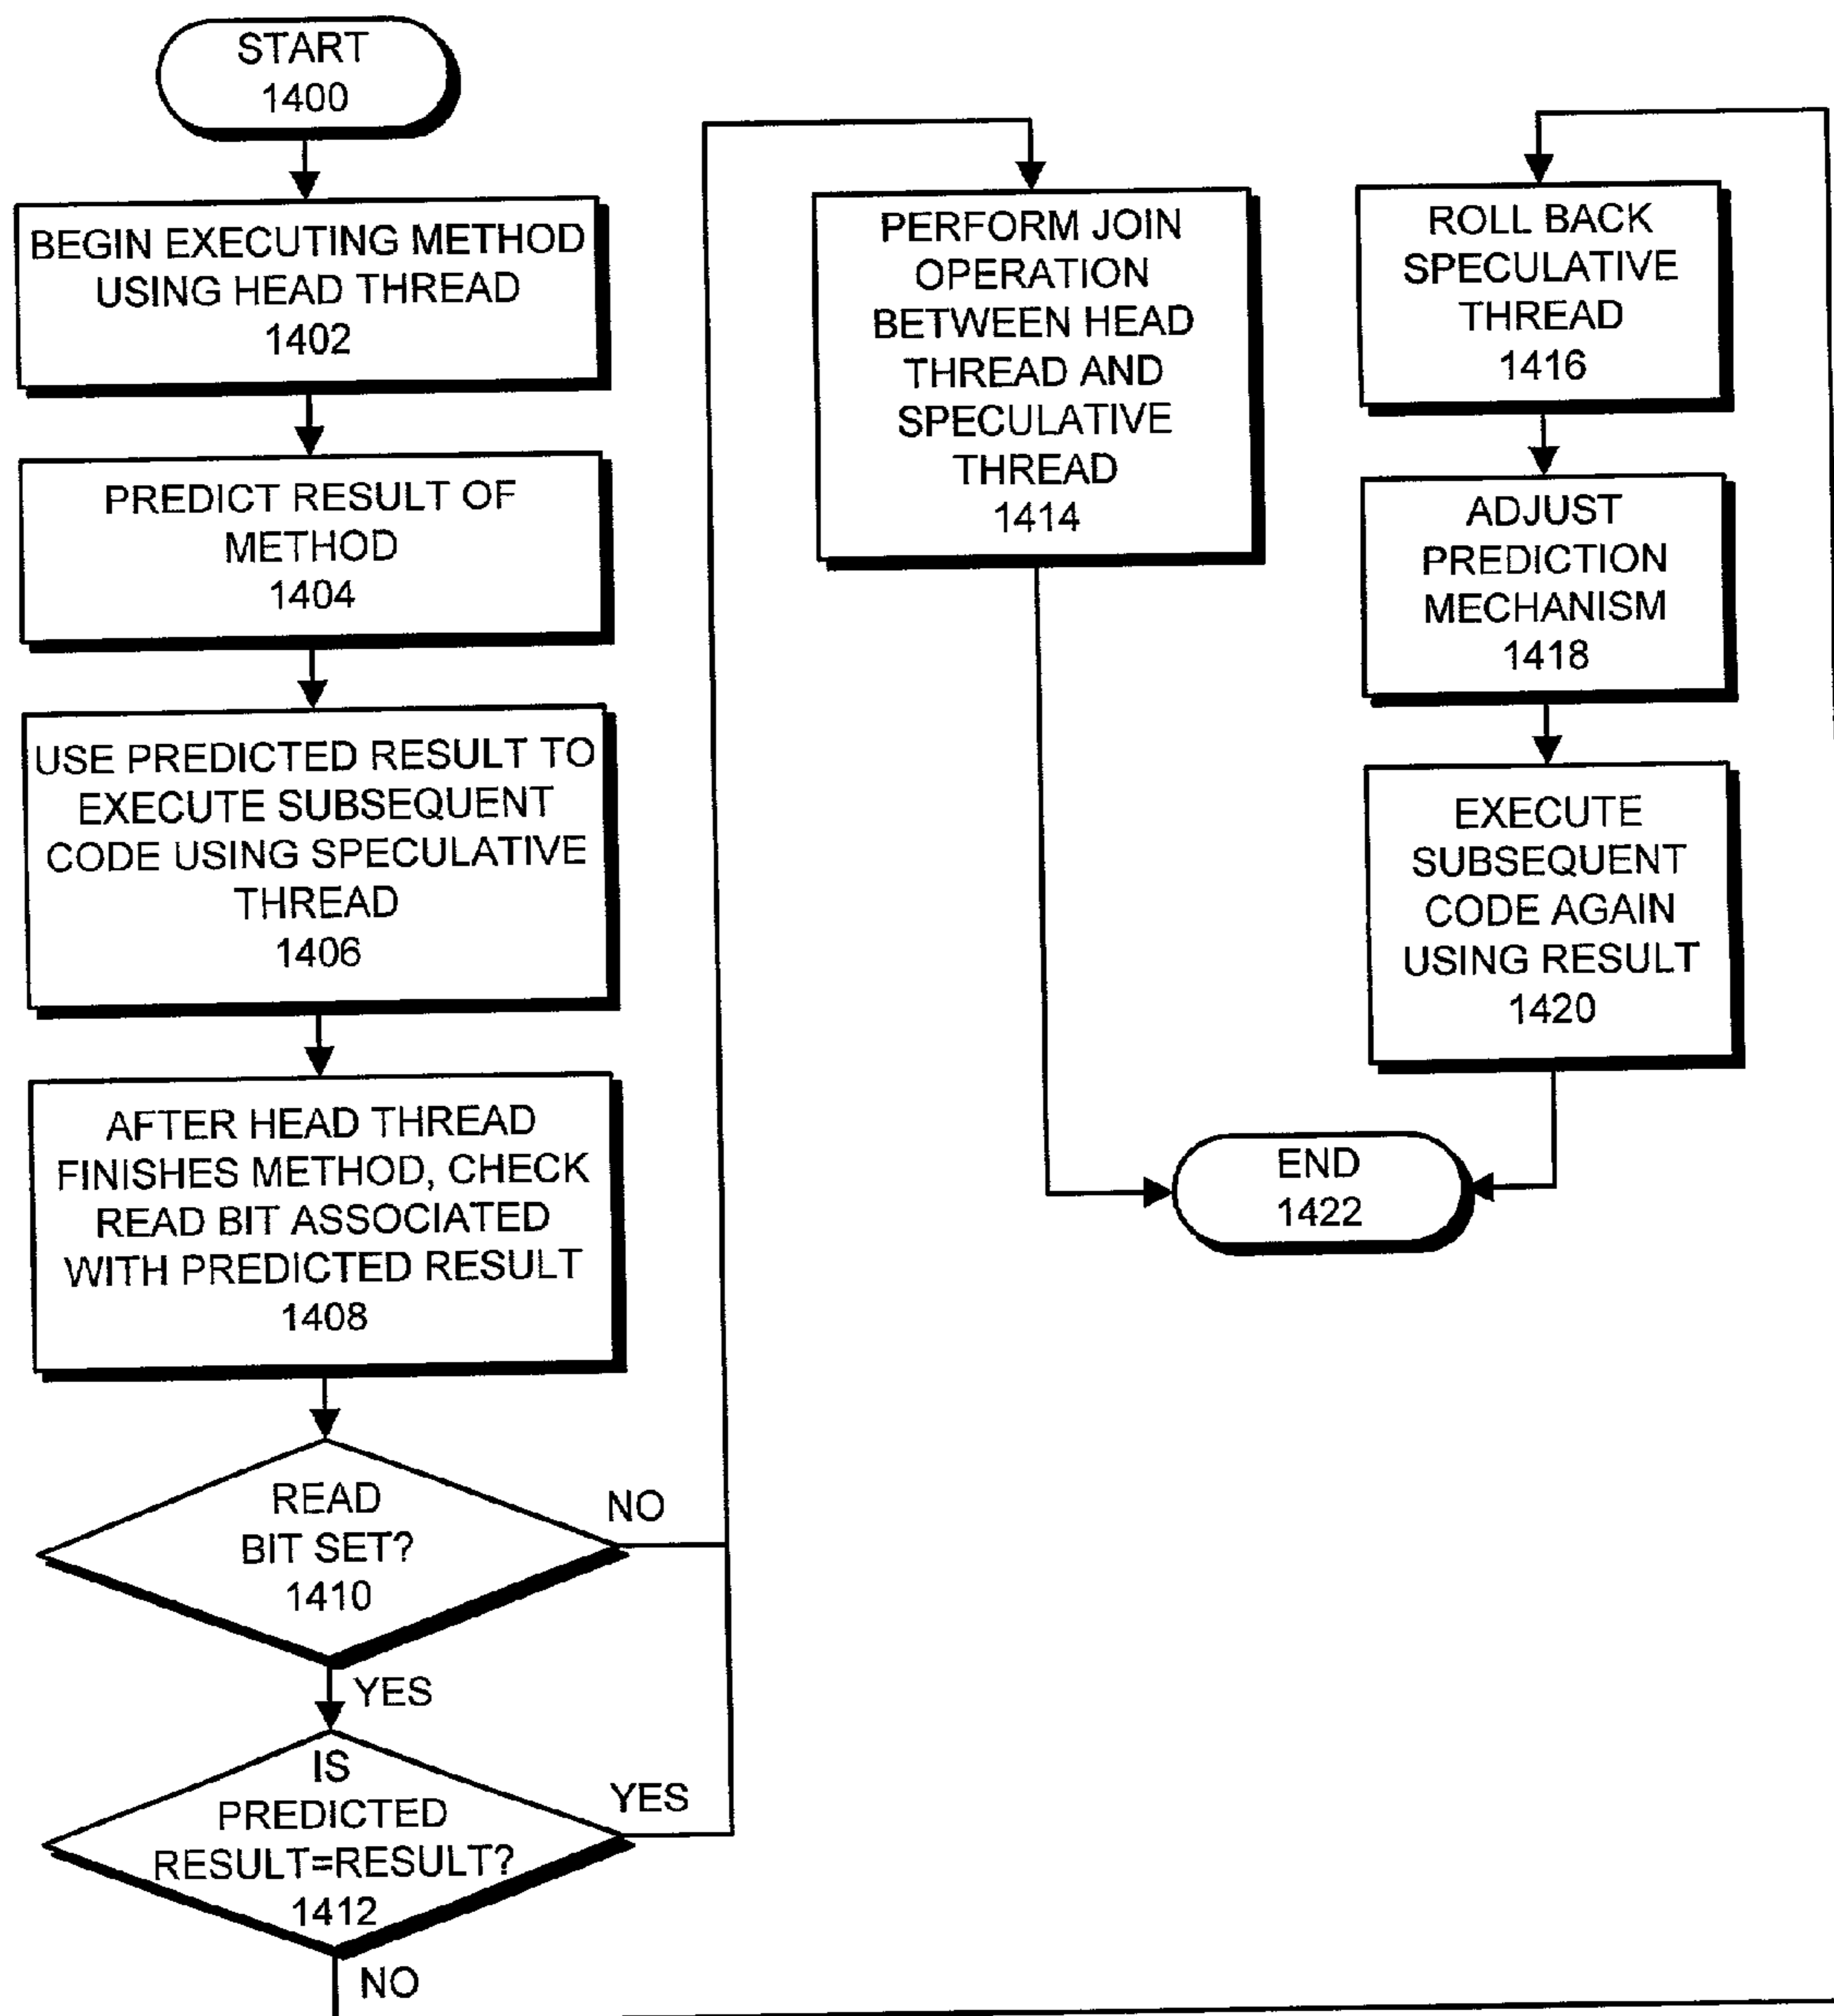 START
1400
BEGIN EXECUTING METHOD
USING HEAD THREAD
1402
PREDICT RESULT OF
METHOD
1404
USE PREDICTED RESULT TO
EXECUTE SUBSEQUENT
CODE USING SPECULATIVE
THREAD
1406
AFTER HEAD THREAD
FINISHES METHOD, CHECK
READ BIT ASSOCIATED
WITH PREDICTED RESULT
1408
READ
BIT SET?
1410
NO
YES
IS
PREDICTED
RESULT=RESULT?
1412
YES
NO
PERFORM JOIN
OPERATION
BETWEEN HEAD
THREAD AND
SPECULATIVE
THREAD
1414
ROLL BACK
SPECULATIVE
THREAD
1416
ADJUST
PREDICTION
MECHANISM
1418
EXECUTE
SUBSEQUENT
CODE AGAIN
USING RESULT
1420
END
1422